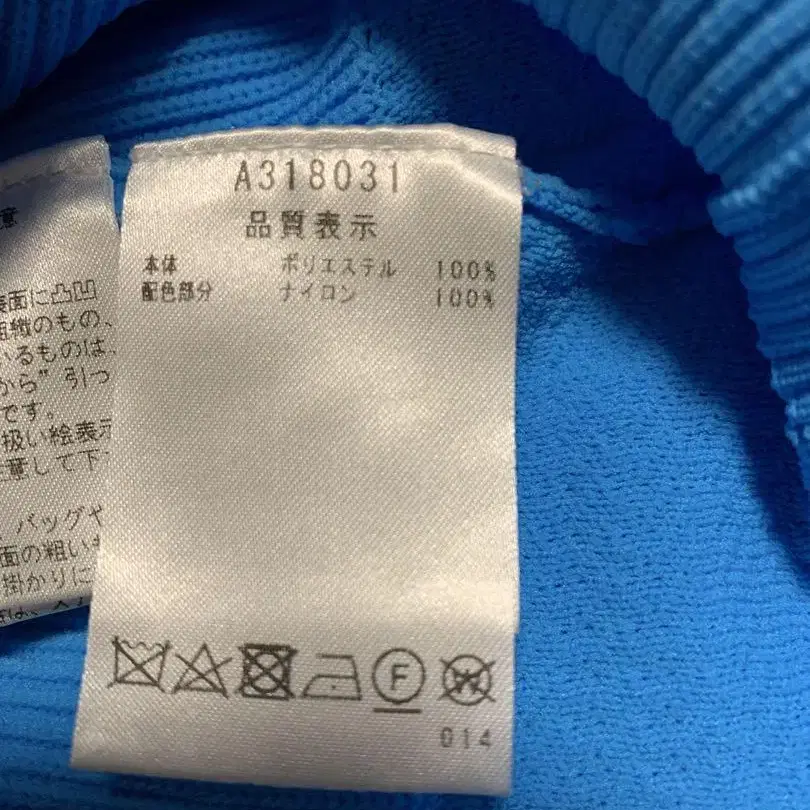 意
表面に凸凹
組織のもの、
いるものは、
から”引っ
です。
扱い絵表示
注意して下
バッグや
面の粗い
掛かりに
A318031
品質表示
本体 ポリエステル 100%
配色部分 ナイロン 100%
F
W
014